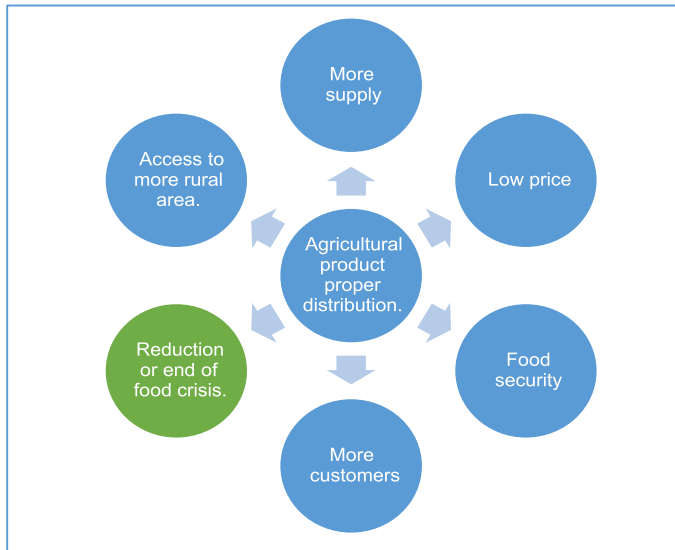 More
supply
Low price
Food
security
More
customers
Reduction
or end of
food crisis.
Access to
more rural
area.
Agricultural
product
proper
distribution.